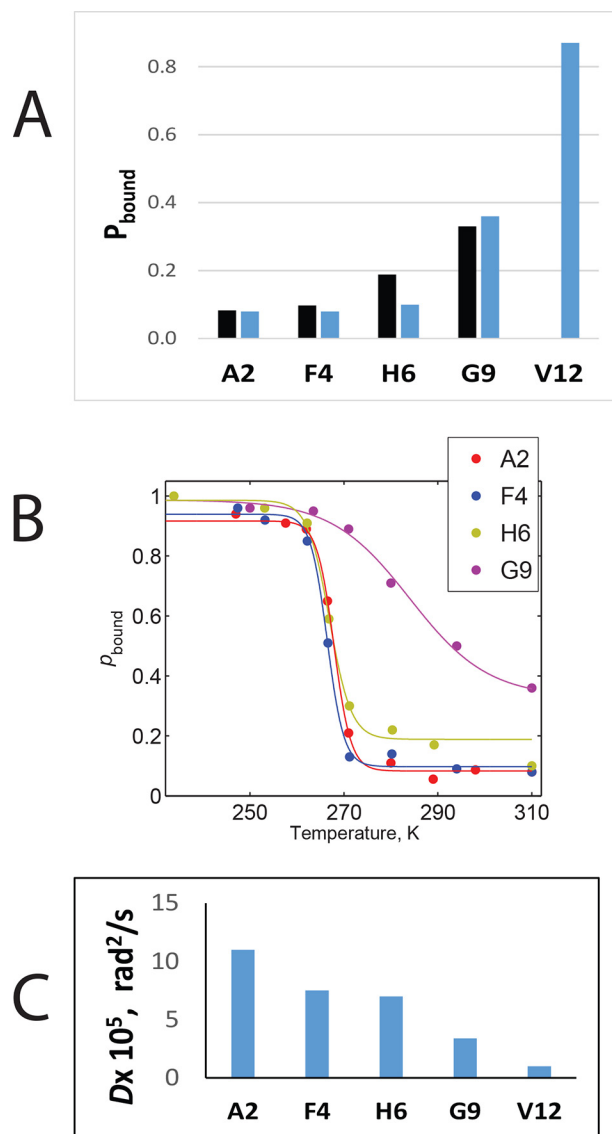 A
P_bound
0.8
0.6
0.4
0.2
0.0
A2 F4 H6 G9 V12
B
A2
F4
H6
G9
p_bound
1
0.8
0.6
0.4
0.2
0
250 270 290 310
Temperature, K
C
Dx 10⁵, rad²/s
15
10
5
0
A2 F4 H6 G9 V12